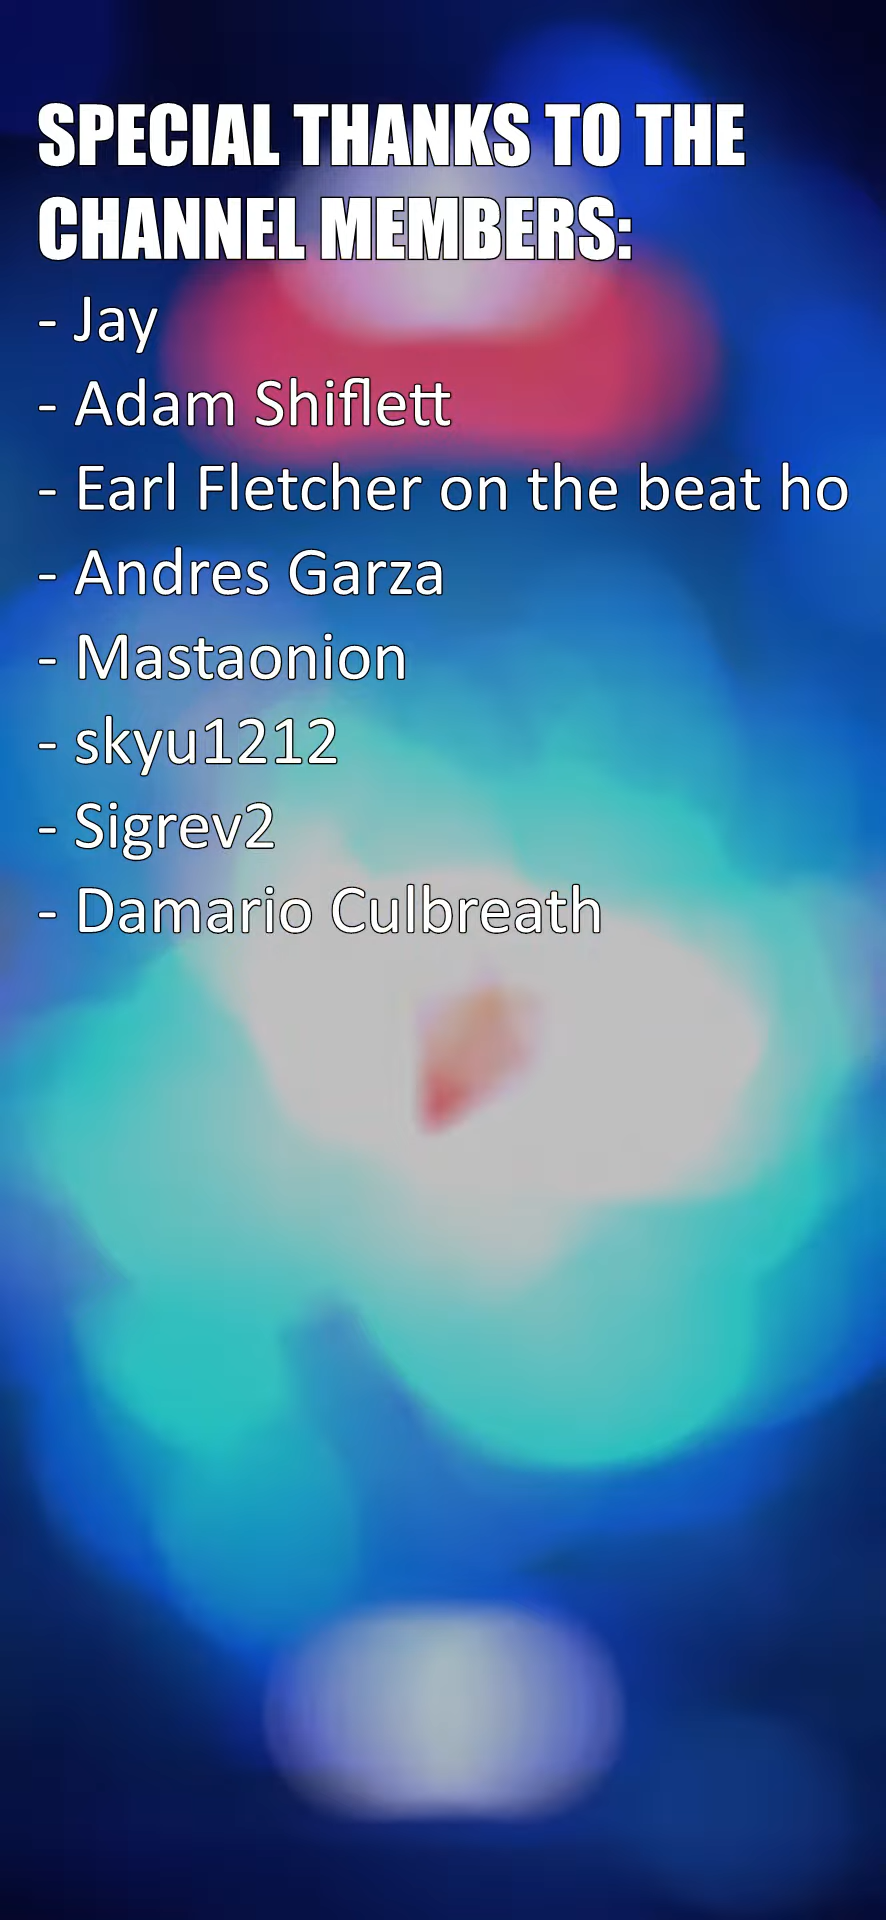 SPECIAL THANKS TO THE
CHANNEL MEMBERS:
- Jay
- Adam Shiflett
- Earl Fletcher on the beat ho
- Andres Garza
- Mastaonion
- skyu1212
- Sigrev2
- Damario Culbreath